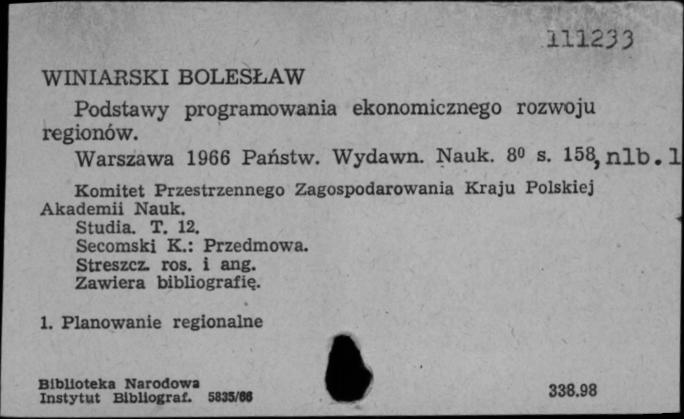 111233
WINIARSKI BOLESŁAW
Podstawy programowania ekonomicznego rozwoju
regionów.
Warszawa 1966 Państw. Wydawn. Nauk. 8⁰ s. 158, nlb. 1
Komitet Przestrzennego Zagospodarowania Kraju Polskiej
Akademii Nauk.
Studia. T. 12.
Secomski K.: Przedmowa.
Streszcz. ros. i ang.
Zawiera bibliografię.
1. Planowanie regionalne
Biblioteka Narodowa
Instytut Bibliograf. 5835/66
338.98